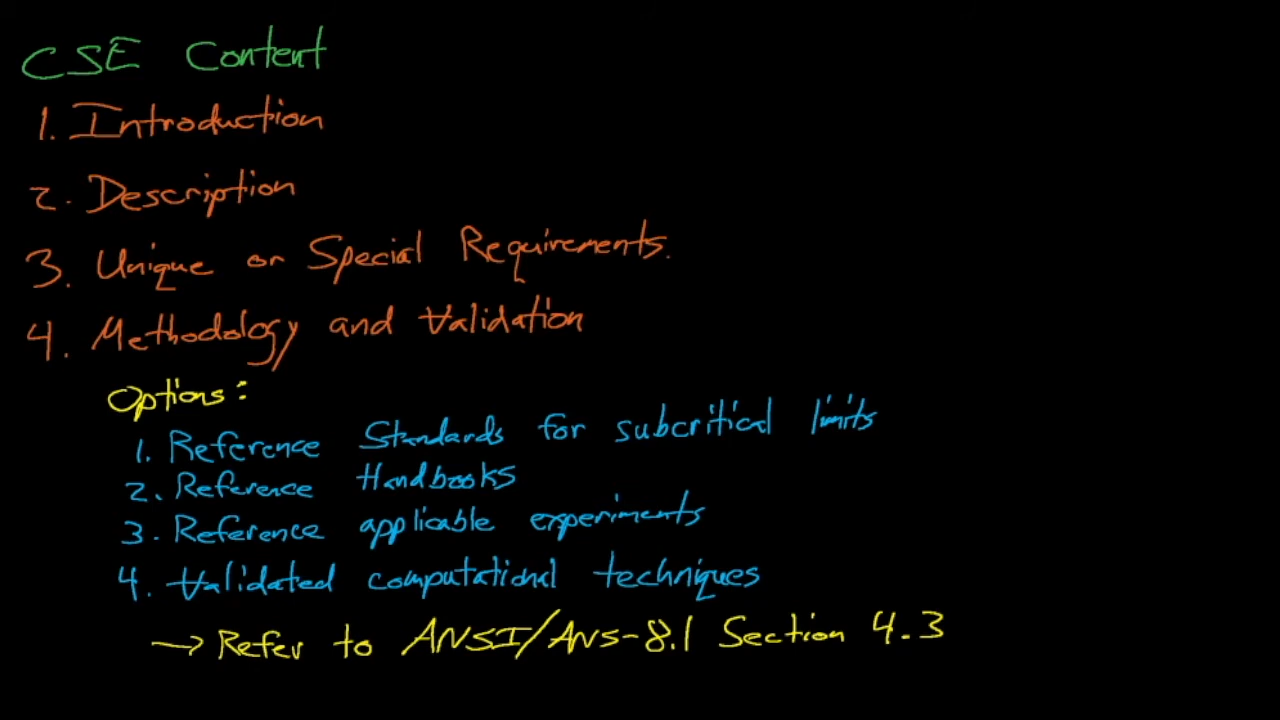 CSE Content
1. Introduction
2. Description
3. Unique or Special Requirements.
4. Methodology and Validation
Options:
1. Reference Standards for subcritical limits
2. Reference Handbooks
3. Reference applicable experiments
4. Validated computational techniques
→ Refer to ANSI/ANS-8.1 Section 4.3